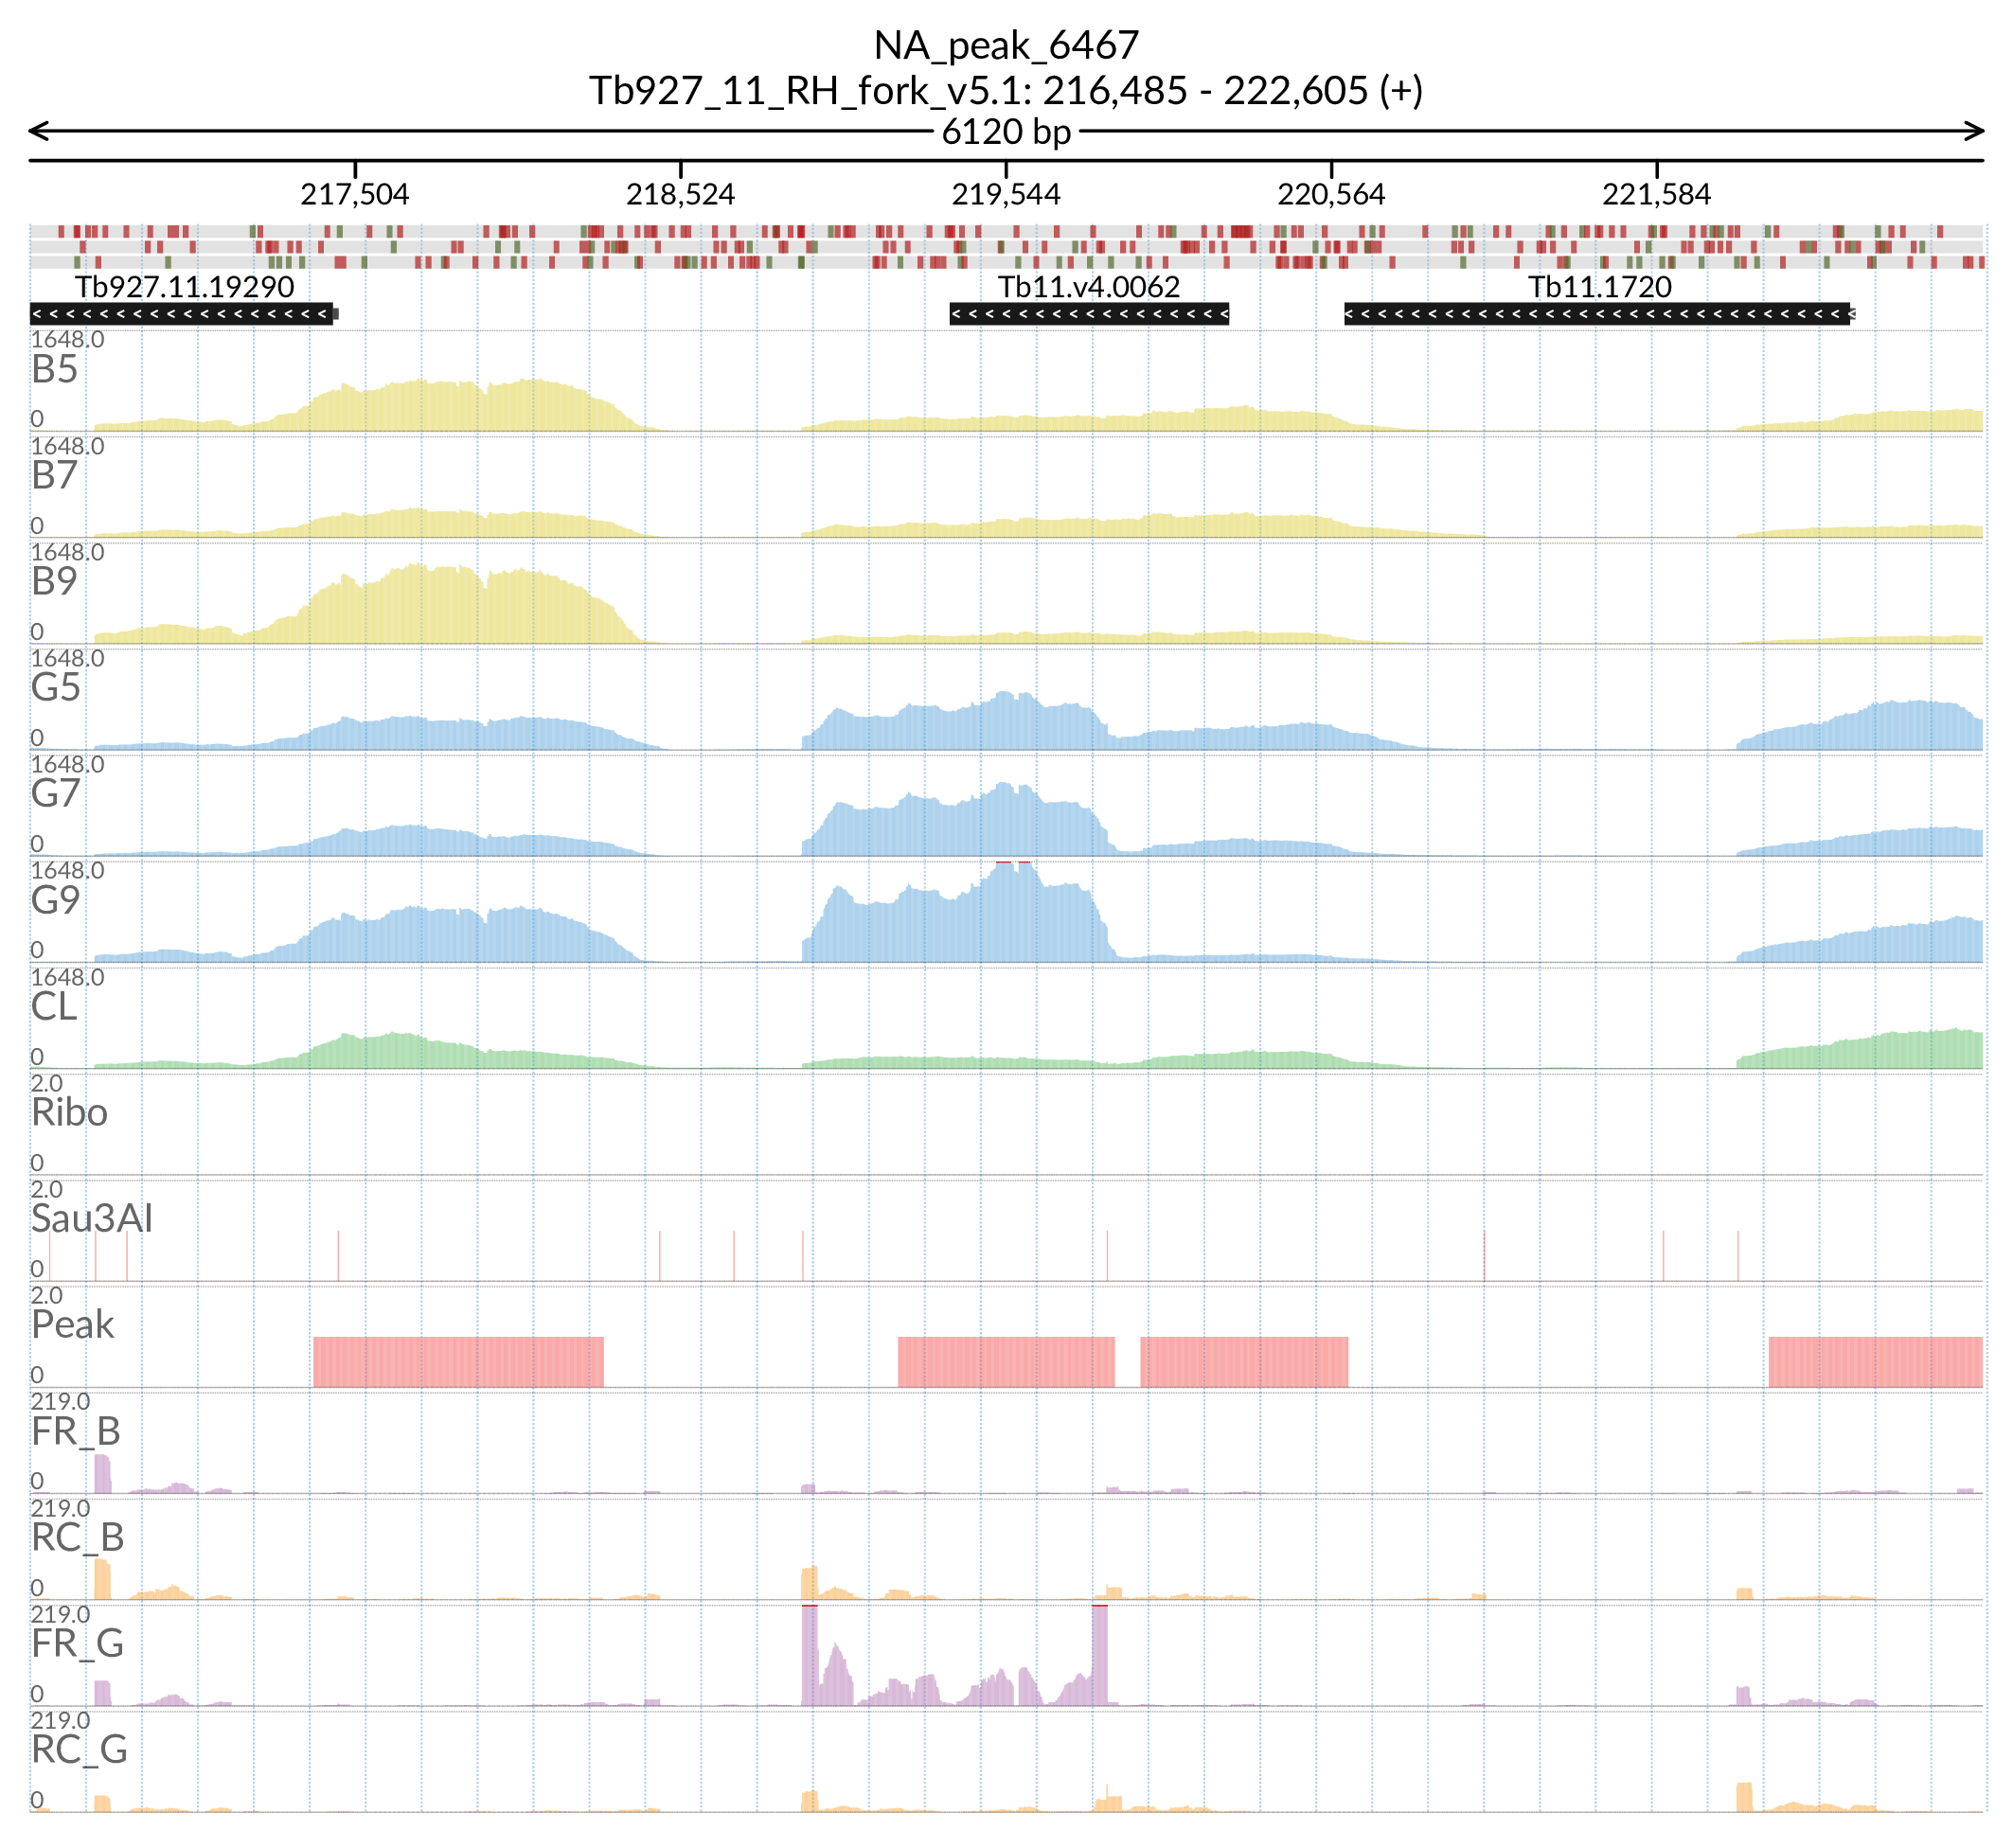 NA_peak_6467
Tb927_11_RH_fork_v5.1: 216,485 - 222,605 (+)
6120 bp
217,504 218,524 219,544 220,564 221,584
Tb927.11.19290 Tb11.v4.0062 Tb11.1720
1648.0
B5
0
1648.0
B7
0
1648.0
B9
0
1648.0
G5
0
1648.0
G7
0
1648.0
G9
0
1648.0
CL
0
2.0
Ribo
0
2.0
Sau3AI
0
2.0
Peak
0
219.0
FR_B
0
219.0
RC_B
0
219.0
FR_G
0
219.0
RC_G
0